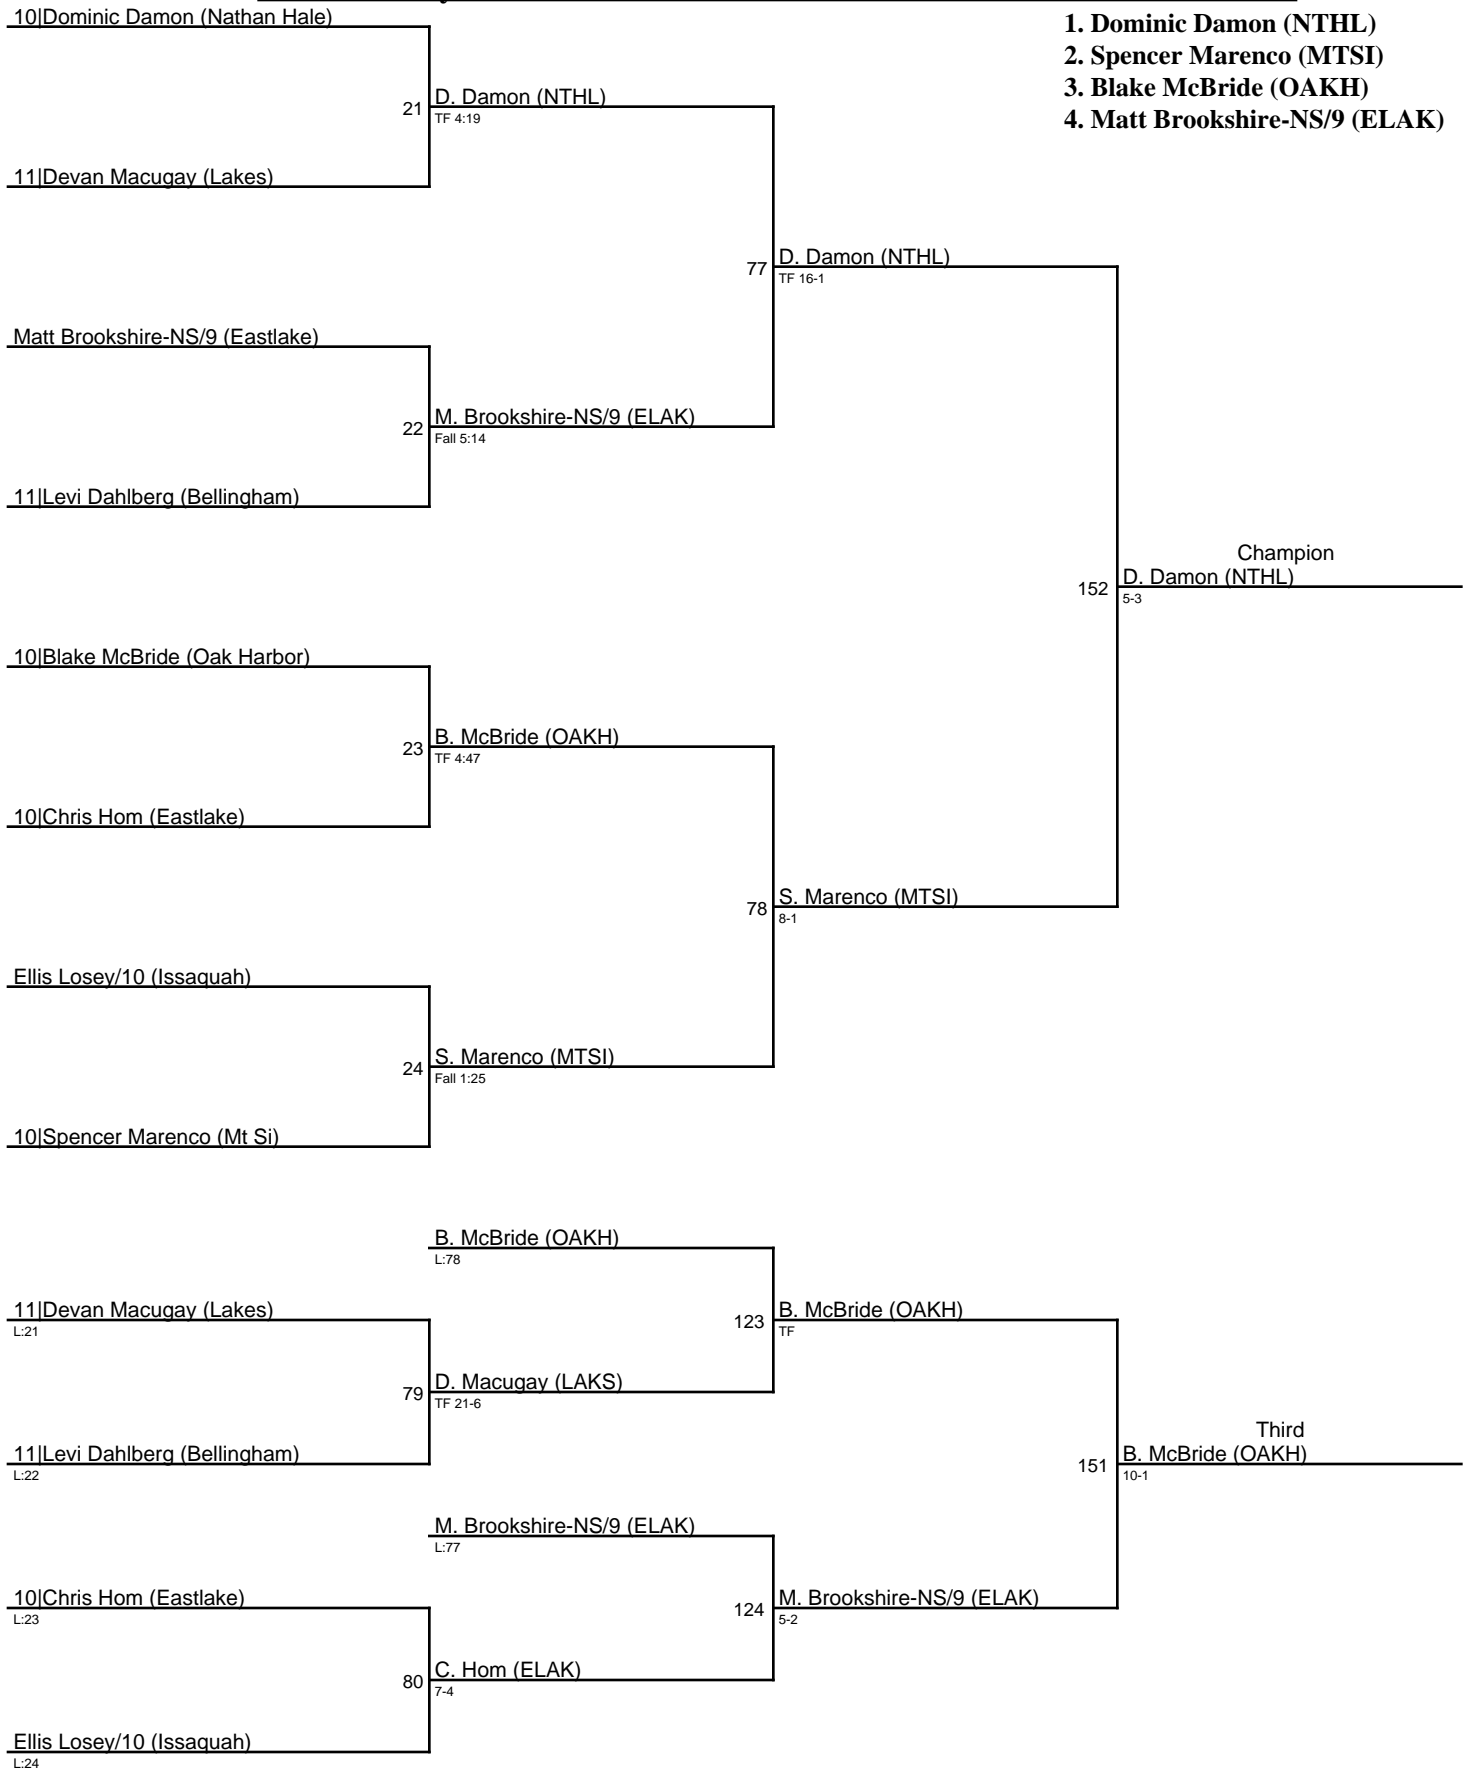 10|Dominic Damon (Nathan Hale)
1. Dominic Damon (NTHL)
2. Spencer Marenco (MTSI)
3. Blake McBride (OAKH)
4. Matt Brookshire-NS/9 (ELAK)
21 D. Damon (NTHL)
TF 4:19
11|Devan Macugay (Lakes)
77 D. Damon (NTHL)
TF 16-1
Matt Brookshire-NS/9 (Eastlake)
22 M. Brookshire-NS/9 (ELAK)
Fall 5:14
11|Levi Dahlberg (Bellingham)
Champion
152 D. Damon (NTHL)
5-3
10|Blake McBride (Oak Harbor)
23 B. McBride (OAKH)
TF 4:47
10|Chris Hom (Eastlake)
78 S. Marenco (MTSI)
8-1
Ellis Losey/10 (Issaquah)
24 S. Marenco (MTSI)
Fall 1:25
10|Spencer Marenco (Mt Si)
B. McBride (OAKH)
L:78
11|Devan Macugay (Lakes)
L:21
123 B. McBride (OAKH)
TF
79 D. Macugay (LAKS)
TF 21-6
11|Levi Dahlberg (Bellingham)
L:22
Third
151 B. McBride (OAKH)
10-1
M. Brookshire-NS/9 (ELAK)
L:77
10|Chris Hom (Eastlake)
L:23
124 M. Brookshire-NS/9 (ELAK)
5-2
80 C. Hom (ELAK)
7-4
Ellis Losey/10 (Issaquah)
L:24